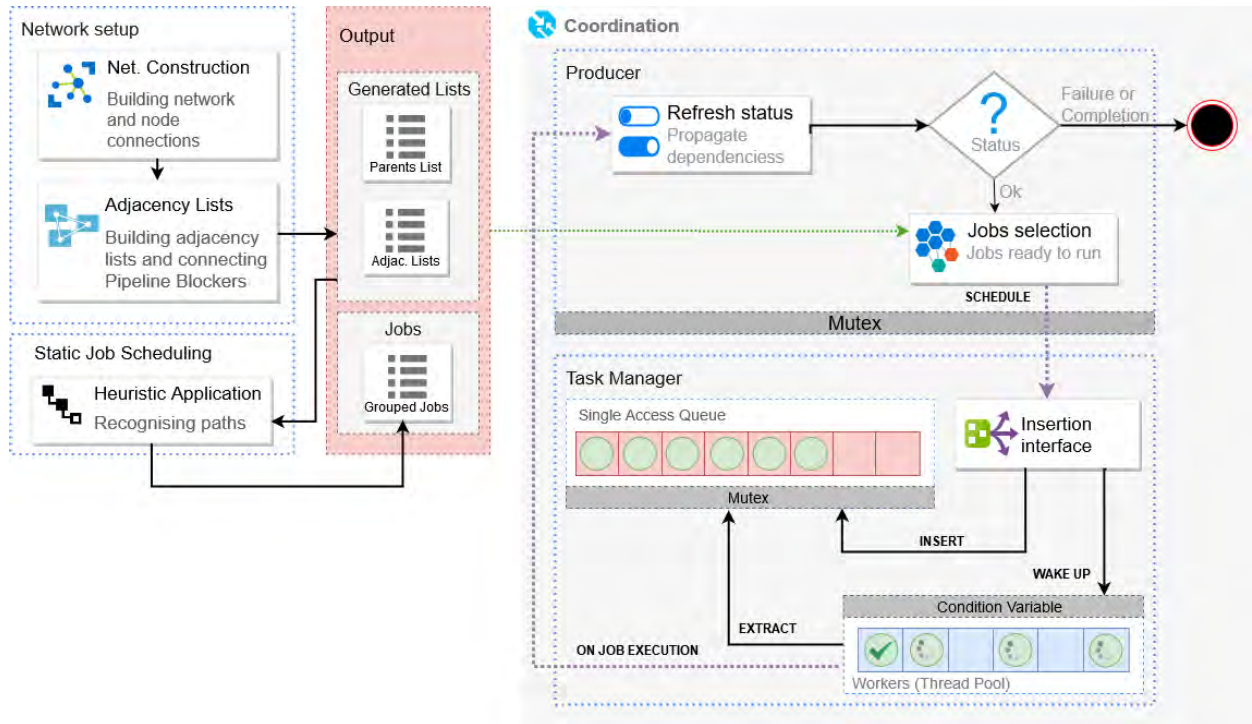 Network setup
Net. Construction
Building network
and node
connections
Adjacency Lists
Building adjacency
lists and connecting
Pipeline Blockers
Static Job Scheduling
Heuristic Application
Recognising paths
Output
Generated Lists
Parents List
Adjac. Lists
Jobs
Grouped Jobs
Coordination
Producer
Refresh status
Propagate
dependenciess
?
Status
Failure or
Completion
Ok
Jobs selection
Jobs ready to run
SCHEDULE
Mutex
Task Manager
Single Access Queue
Mutex
Insertion
interface
INSERT
WAKE UP
EXTRACT
Condition Variable
ON JOB EXECUTION
Workers (Thread Pool)